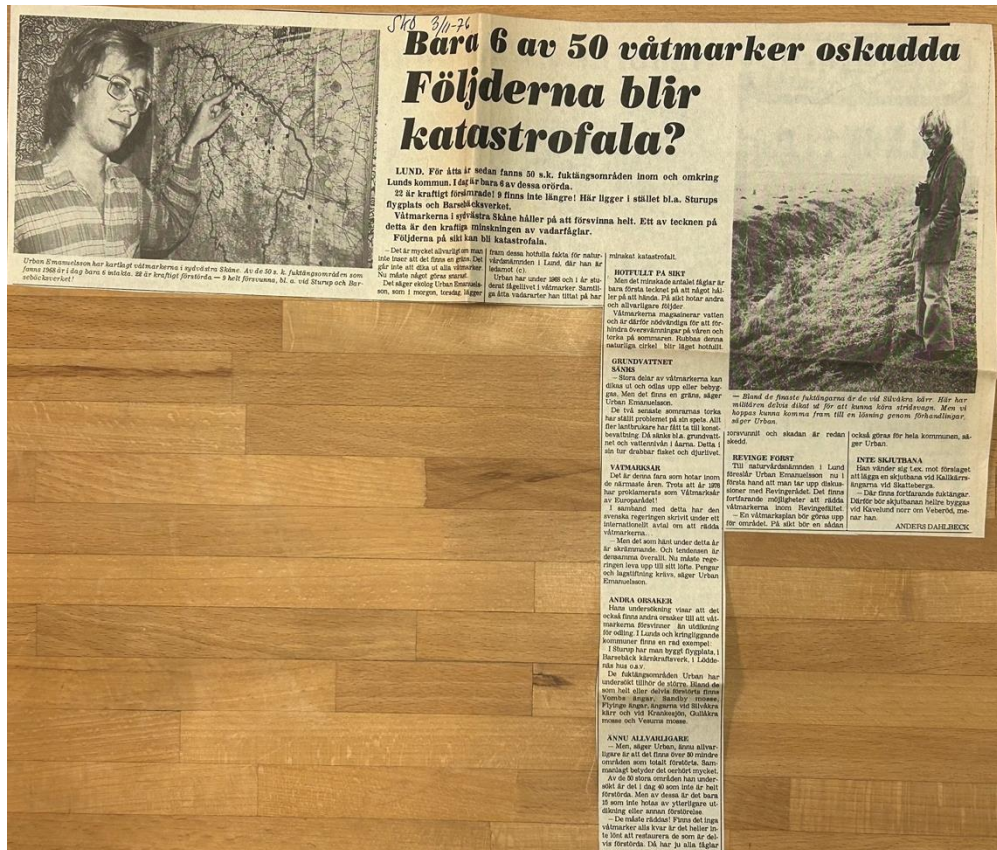 SKD 3/11-76
Bara 6 av 50 våtmarker oskadda
Följderna blir
katastrofala?
LUND. För åtta år sedan fanns 50 s.k. fuktängsområden inom och omkring
Lunds kommun. I dag är bara 6 av dessa orörda.
22 är kraftigt försämrade! 9 finns inte längre! Här ligger i stället bl.a. Sturups
flygplats och Barsebäcksverket.
Våtmarkerna i sydvästra Skåne håller på att försvinna helt. Ett av tecknen på
detta är den kraftiga minskningen av vadarfåglar.
Följderna på sikt kan bli katastrofala.
Urban Emanuelsson har kartlagt våtmarkerna i sydvästra Skåne. Av de 50 s. k. fuktängsområden som
fanns 1968 är i dag bara 6 intakta. 22 är kraftigt förstörda — 9 helt försvunna, bl. a. vid Sturup och Bar-
sebäcksverket!
— Det är mycket allvarligt om man
inte inser att det finns en gräns. Det
går inte att dika ut alla våtmarker.
Nu måste något göras snarast.
Det säger ekolog Urban Emanuels-
son, som i morgon, torsdag, lägger
fram dessa hotfulla fakta för natur-
vårdsnämnden i Lund, där han är
ledamot (c).
Urban har under 1968 och i år stu-
derat fågellivet i våtmarker. Samtli-
ga åtta vadararter han tittat på har
minskat katastrofalt.
HOTFULLT PÅ SIKT
Men det minskade antalet fåglar är
bara första tecknet på att något hål-
ler på att hända. På sikt hotar andra
och allvarligare följder.
Våtmarkerna magasinerar vatten
och är därför nödvändiga för att för-
hindra översvämningar på våren och
torka på sommaren. Rubbas denna
naturliga cirkel blir läget hotfullt.
GRUNDVATTNET
SÄNKS
— Stora delar av våtmarkerna kan
dikas ut och odlas upp eller bebyg-
gas. Men det finns en gräns, säger
Urban Emanuelsson.
De två senaste somrarnas torka
har ställt problemet på sin spets. Allt
fler lantbrukare har fått ta till konst-
bevattning. Då sänks bl.a. grundvatt-
net och vattennivån i åarna. Detta i
sin tur drabbar fisket och djurlivet.
VÅTMARKSÅR
Det är denna fara som hotar inom
de närmaste åren. Trots att år 1976
har proklamerats som Våtmarksår
av Europarådet!
I samband med detta har den
svenska regeringen skrivit under ett
internationellt avtal om att rädda
våtmarkerna.
— Men det som hänt under detta år
är skrämmande. Och tendensen är
densamma överallt. Nu måste rege-
ringen leva upp till sitt löfte. Pengar
och lagstiftning krävs, säger Urban
Emanuelsson.
ANDRA ORSAKER
Hans undersökning visar att det
också finns andra orsaker till att våt-
markerna försvinner än utdikning
för odling. I Lunds och kringliggande
kommuner finns en rad exempel:
I Sturup har man byggt flygplats, i
Barsebäck kärnkraftsverk, i Lödde-
näs hus o.s.v.
De fuktängsområden Urban har
undersökt tillhör de större. Bland de
som helt eller delvis förstörts finns
Vombs ängar, Sandby mosse,
Flyinge ängar, ängarna vid Silvåkra
kärr och vid Krankesjön, Gullåkra
mosse och Vesums mosse.
ÄNNU ALLVARLIGARE
— Men, säger Urban, ännu allvar-
ligare är att det finns över 50 mindre
områden som totalt förstörts. Sam-
manlagt betyder det oerhört mycket.
Av de 50 stora områden han under-
sökt är det i dag 40 som inte är helt
förstörda. Men av dessa är det bara
15 som inte hotas av ytterligare ut-
dikning eller annan förstörelse.
— De måste räddas! Finns det inga
våtmarker alls kvar är det heller in-
te lönt att restaurera de som är del-
vis förstörda. Då har ju alla fåglar
— Bland de finaste fuktängarna är de vid Silvåkra kärr. Här har
militären delvis dikat ut för att kunna köra stridsvagn. Men vi
hoppas kunna komma fram till en lösning genom förhandlingar,
säger Urban.
försvunnit och skadan är redan
skedd.
REVINGE FÖRST
Till naturvårdsnämnden i Lund
föreslår Urban Emanuelsson nu i
första hand att man tar upp diskus-
sioner med Revingerådet. Det finns
fortfarande möjligheter att rädda
våtmarkerna inom Revingefältet.
— En våtmarksplan bör göras upp
för området. På sikt bör en sådan
också göras för hela kommunen, sä-
ger Urban.
INTE SKJUTBANA
Han vänder sig t.ex. mot förslaget
att lägga en skjutbana vid Kalkkärrs-
ängarna vid Skatteberga.
— Där finns fortfarande fuktängar.
Därför bör skjutbanan hellre byggas
vid Kavelund norr om Veberöd, me-
nar han.
ANDERS DAHLBECK